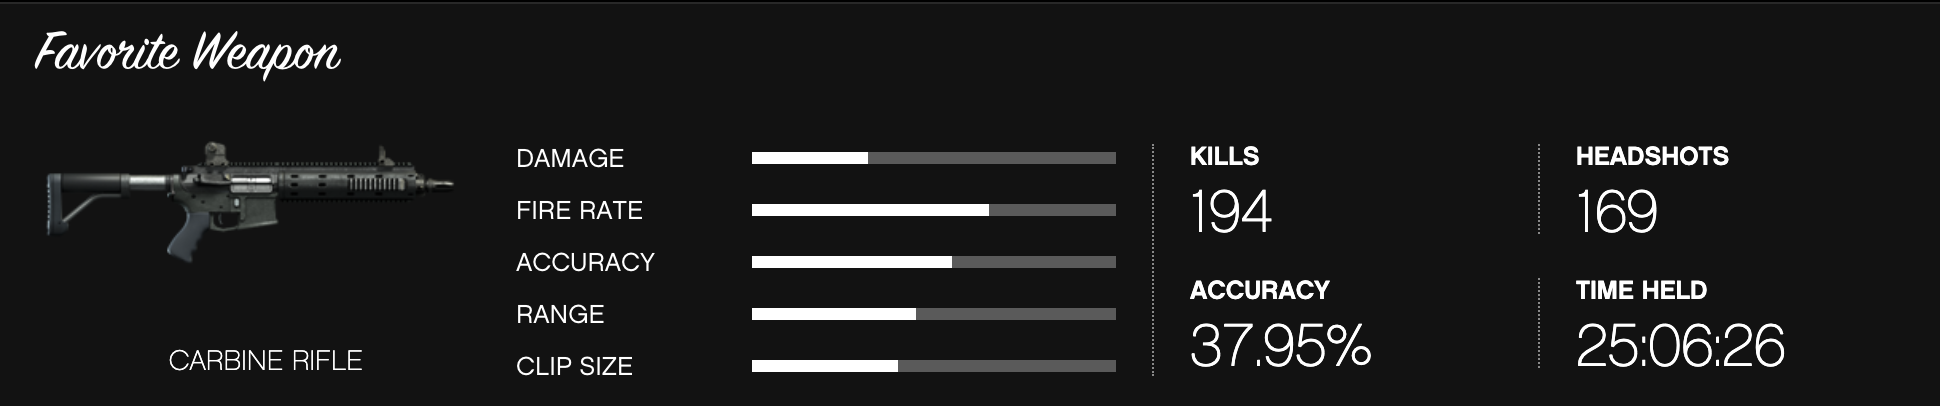 Favorite Weapon
CARBINE RIFLE
DAMAGE
FIRE RATE
ACCURACY
RANGE
CLIP SIZE
KILLS
194
HEADSHOTS
169
ACCURACY
37.95%
TIME HELD
25:06:26